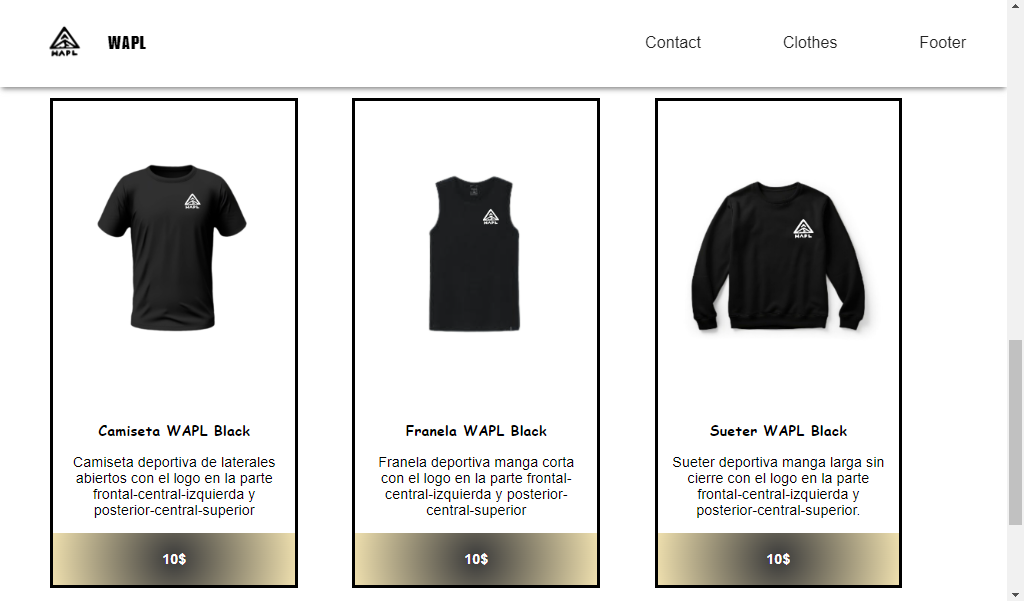 WAPL
WAPL
Contact
Clothes
Footer
WAPL
WAPL
WAPL
Camiseta WAPL Black
Camiseta deportiva de laterales
abiertos con el logo en la parte
frontal-central-izquierda y
posterior-central-superior
10$
Franela WAPL Black
Franela deportiva manga corta
con el logo en la parte frontal-
central-izquierda y posterior-
central-superior
10$
Sueter WAPL Black
Sueter deportiva manga larga sin
cierre con el logo en la parte
frontal-central-izquierda y
posterior-central-superior.
10$